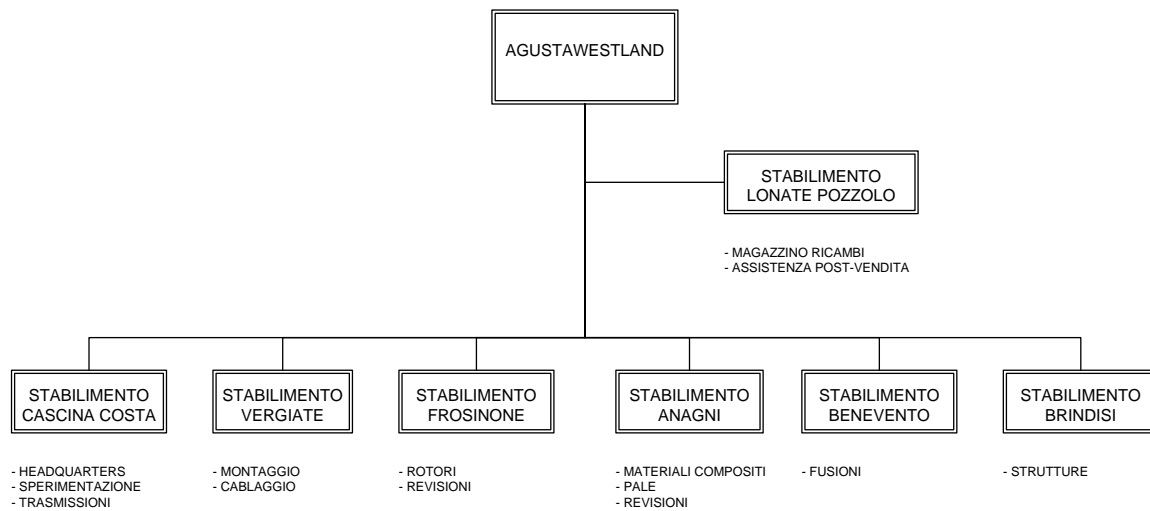 AGUSTAWESTLAND
STABILIMENTO
LONATE POZZOLO
- MAGAZZINO RICAMBI
- ASSISTENZA POST-VENDITA
STABILIMENTO
CASCINA COSTA
- HEADQUARTERS
- SPERIMENTAZIONE
- TRASMISSIONI
STABILIMENTO
VERGIATE
- MONTAGGIO
- CABLAGGIO
STABILIMENTO
FROSINONE
- ROTORI
- REVISIONI
STABILIMENTO
ANAGNI
- MATERIALI COMPOSITI
- PALE
- REVISIONI
STABILIMENTO
BENEVENTO
- FUSIONI
STABILIMENTO
BRINDISI
- STRUTTURE